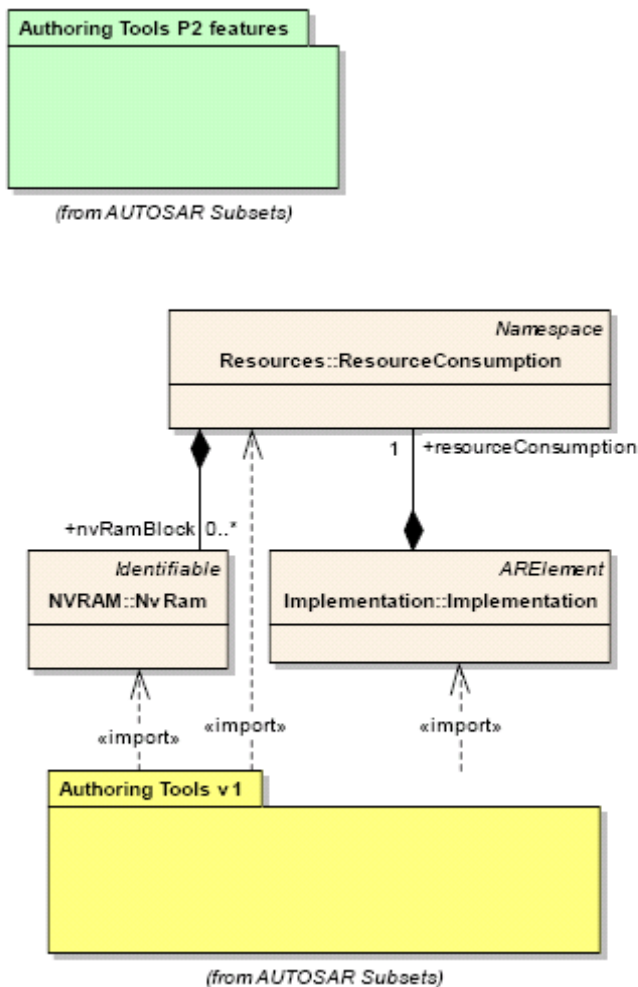 Authoring Tools P2 features
(from AUTOSAR Subsets)
Namespace
Resources::ResourceConsumption
1 +resourceConsumption
+nvRamBlock 0..*
Identifiable
NVRAM::NvRam
ARElement
Implementation::Implementation
«import» «import» «import»
Authoring Tools v1
(from AUTOSAR Subsets)